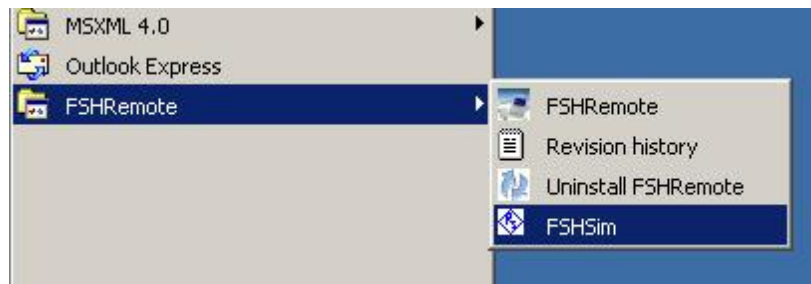 MSXML 4.0
Outlook Express
FSHRemote
FSHRemote
Revision history
Uninstall FSHRemote
FSHSim